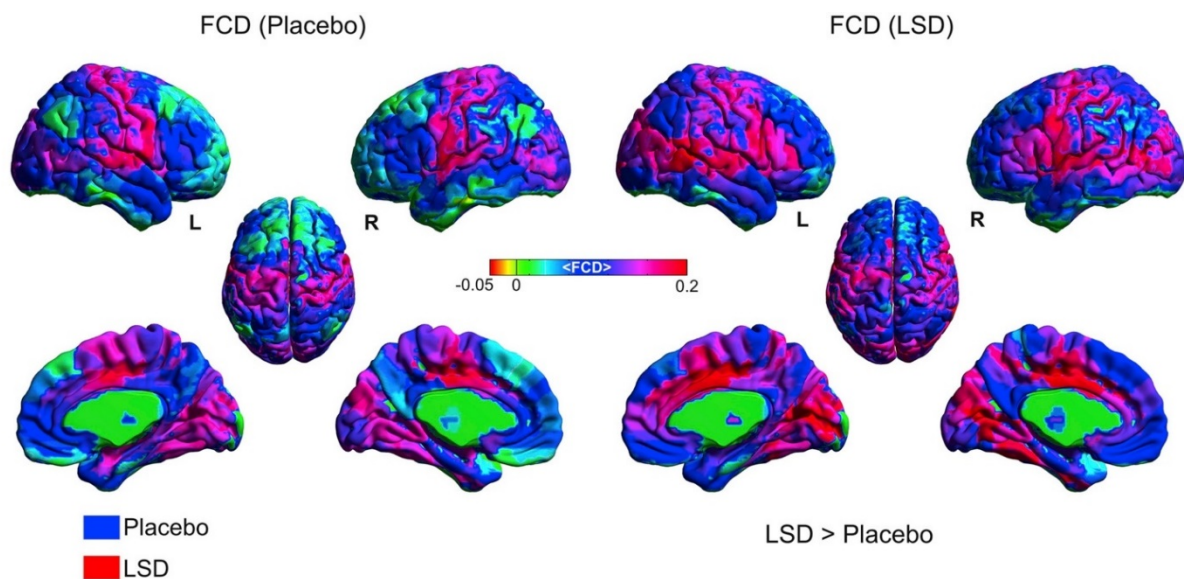 FCD (Placebo)
FCD (LSD)
L
R
L
R
<FCD>
-0.05
0
0.2
Placebo
LSD
LSD > Placebo